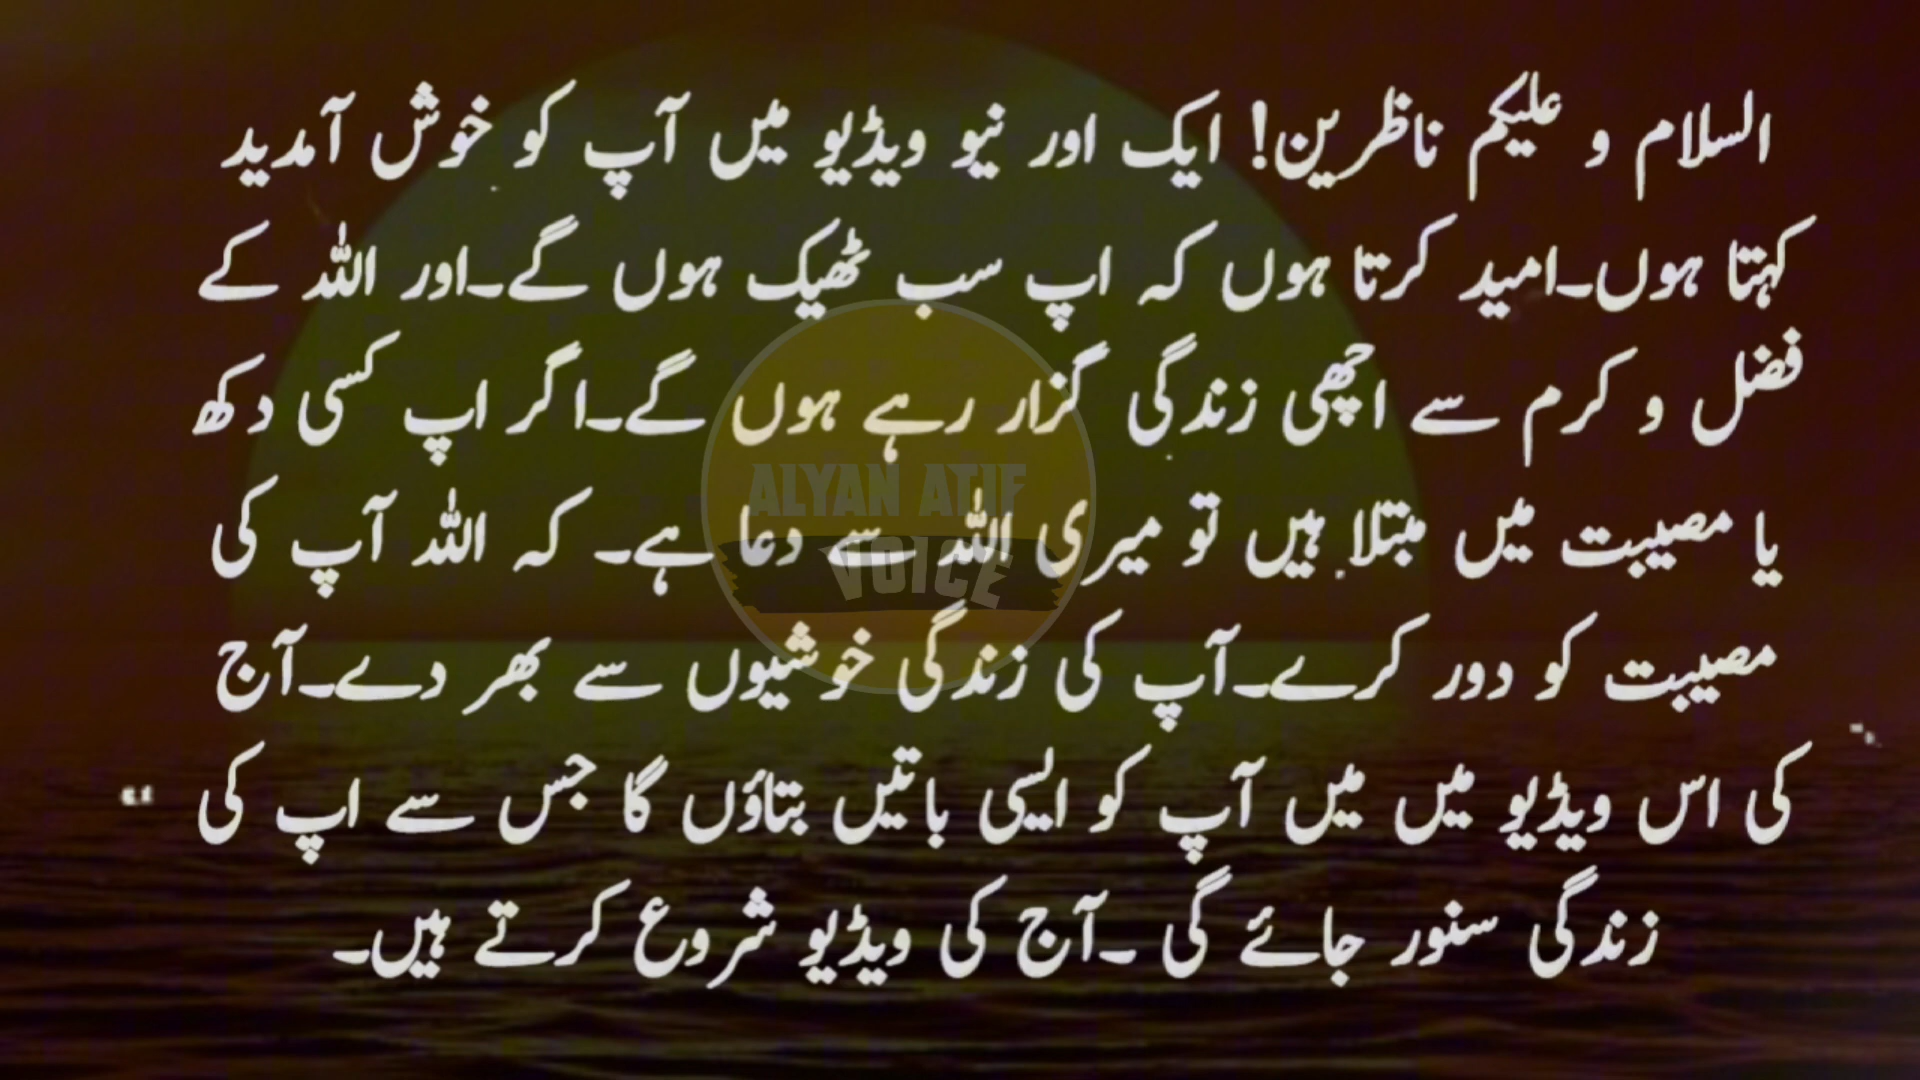 السلام و علیکم ناظرین! ایک اور نیو ویڈیو میں آپ کو خوش آمدید
کہتا ہوں۔امید کرتا ہوں کہ اپ سب ٹھیک ہوں گے۔اور اللہ کے
فضل و کرم سے اچھی زندگی گزار رہے ہوں گے۔اگر اپ کسی دکھ
یا مصیبت میں مبتلا ہیں تو میری اللہ سے دعا ہے۔ کہ اللہ آپ کی
مصیبت کو دور کرے۔آپ کی زندگی خوشیوں سے بھر دے۔آج
کی اس ویڈیو میں میں آپ کو ایسی باتیں بتاؤں گا جس سے اپ کی
زندگی سنور جائے گی ۔آج کی ویڈیو شروع کرتے ہیں۔
ALYAN ATIF
VOICE